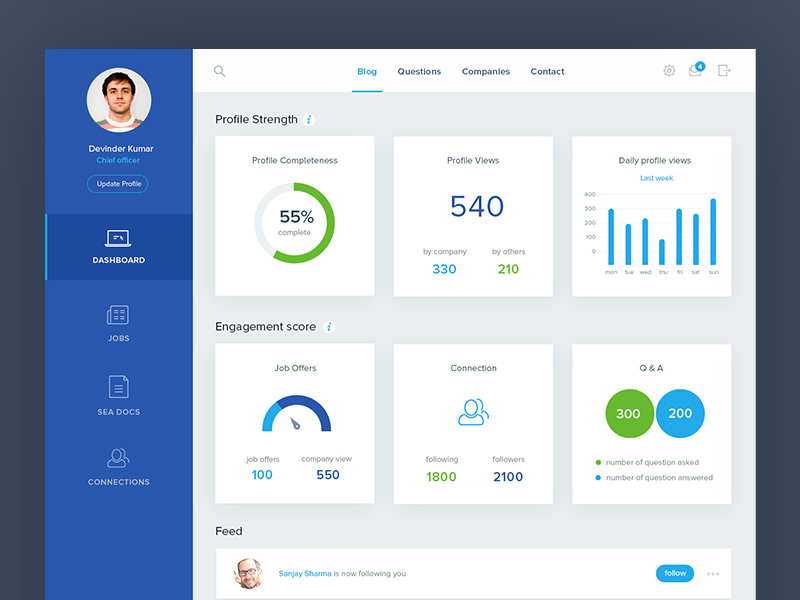 Devinder Kumar
Chief officer
Update Profile
DASHBOARD
JOBS
SEA DOCS
CONNECTIONS
Blog Questions Companies Contact
4
Profile Strength i
Profile Completeness
55%
complete
Profile Views
540
by company by others
330 210
Daily profile views
Last week
400
300
200
100
0
mon tue wed thu fri sat sun
Engagement score i
Job Offers
job offers company view
100 550
Connection
following followers
1800 2100
Q & A
300 200
number of question asked
number of question answered
Feed
Sanjay Sharma is now following you
follow